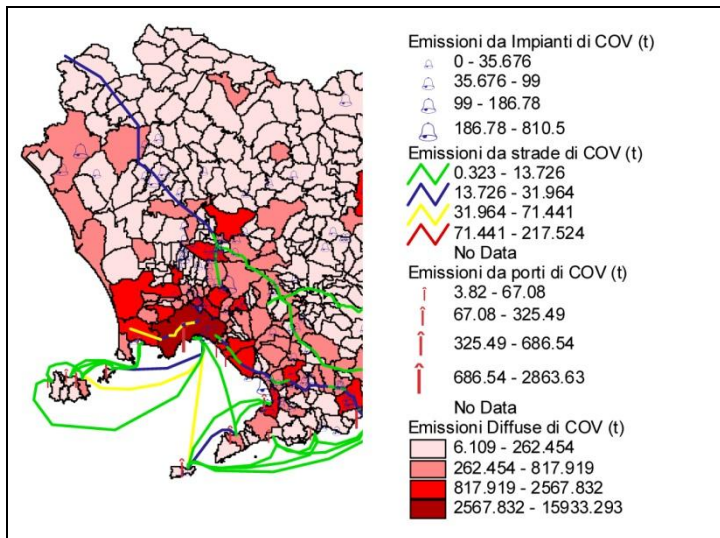 Emissioni da Impianti di COV (t)
0 - 35.676
35.676 - 99
99 - 186.78
186.78 - 810.5
Emissioni da strade di COV (t)
0.323 - 13.726
13.726 - 31.964
31.964 - 71.441
71.441 - 217.524
No Data
Emissioni da porti di COV (t)
3.82 - 67.08
67.08 - 325.49
325.49 - 686.54
686.54 - 2863.63
No Data
Emissioni Diffuse di COV (t)
6.109 - 262.454
262.454 - 817.919
817.919 - 2567.832
2567.832 - 15933.293